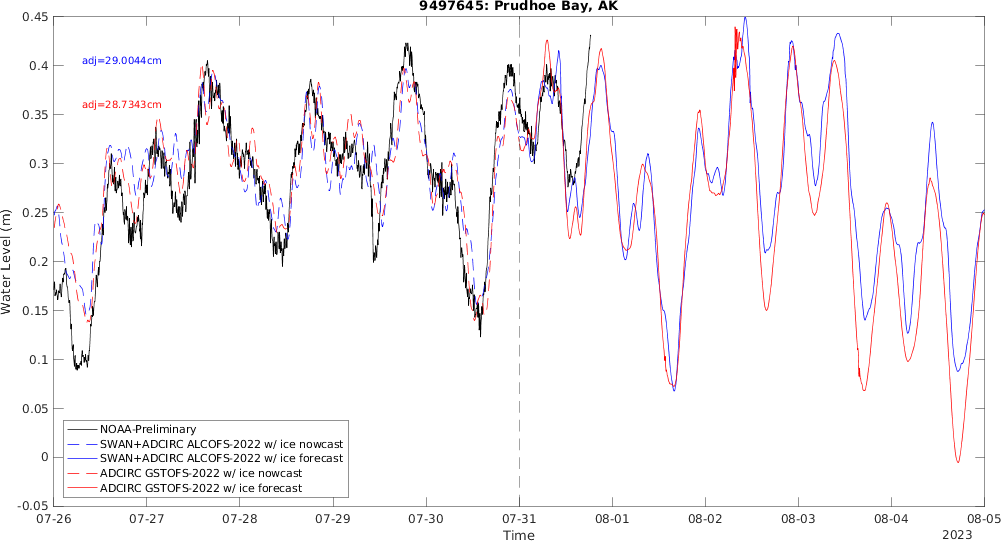 9497645: Prudhoe Bay, AK
0.45
0.4
0.35
0.3
0.25
0.2
0.15
0.1
0.05
0
-0.05
Water Level (m)
adj=29.0044cm
adj=28.7343cm
NOAA-Preliminary
SWAN+ADCIRC ALCOFS-2022 w/ ice nowcast
SWAN+ADCIRC ALCOFS-2022 w/ ice forecast
ADCIRC GSTOFS-2022 w/ ice nowcast
ADCIRC GSTOFS-2022 w/ ice forecast
07-26 07-27 07-28 07-29 07-30 07-31 08-01 08-02 08-03 08-04 08-05
Time
2023